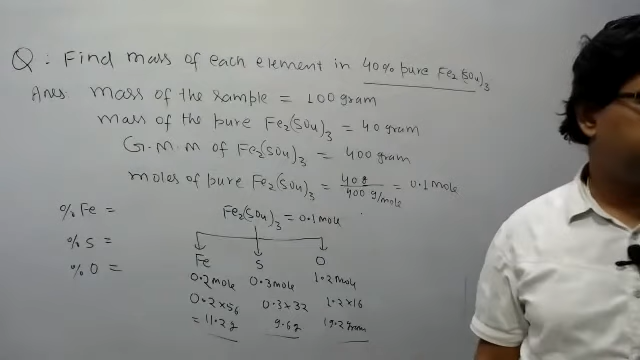 Q: Find mass of each element in 40% pure Fe2(SO4)3
Ans. mass of the sample = 100 gram
mass of the pure Fe2(SO4)3 = 40 gram
G.M.M of Fe2(SO4)3 = 400 gram
moles of pure Fe2(SO4)3 = 40 g / 400 g/mole = 0.1 mole
% Fe =
% S =
% O =
Fe2(SO4)3 = 0.1 mole
Fe S O
0.2 mole 0.3 mole 1.2 mole
0.2×56 0.3×32 1.2×16
= 11.2 g 9.6 g 19.2 gram